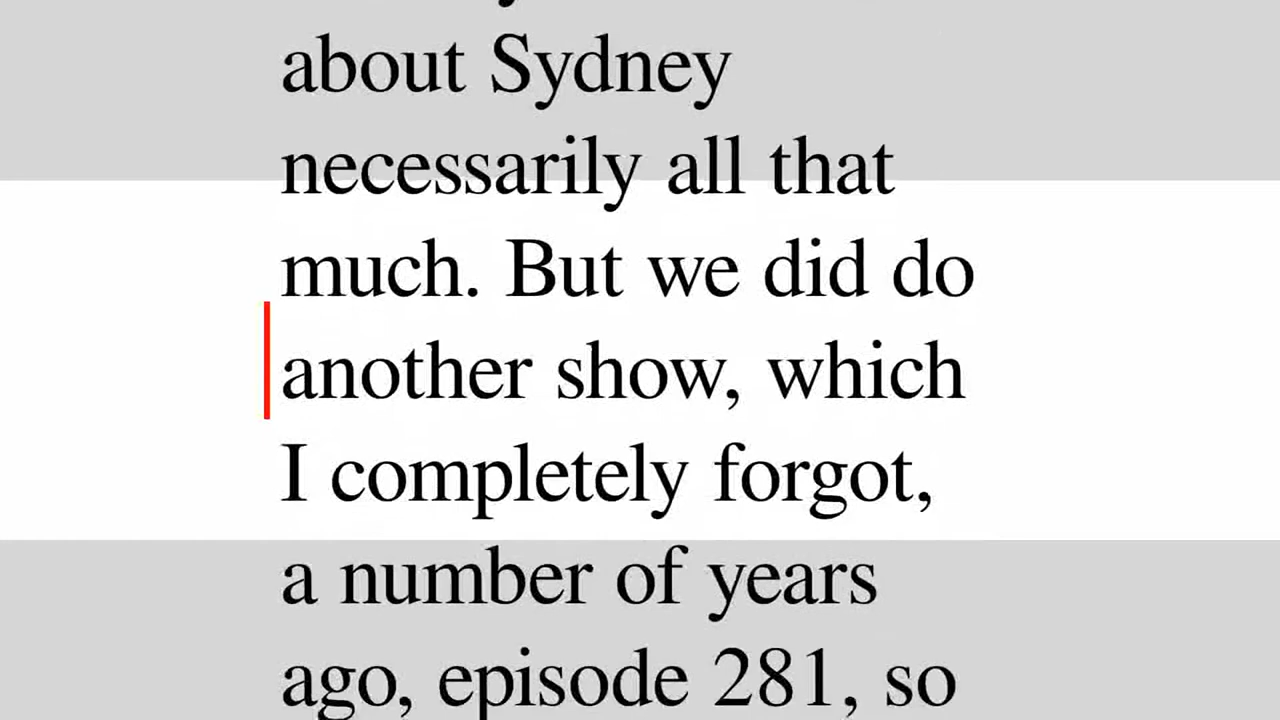 about Sydney
necessarily all that
much. But we did do
another show, which
I completely forgot,
a number of years
ago, episode 281, so